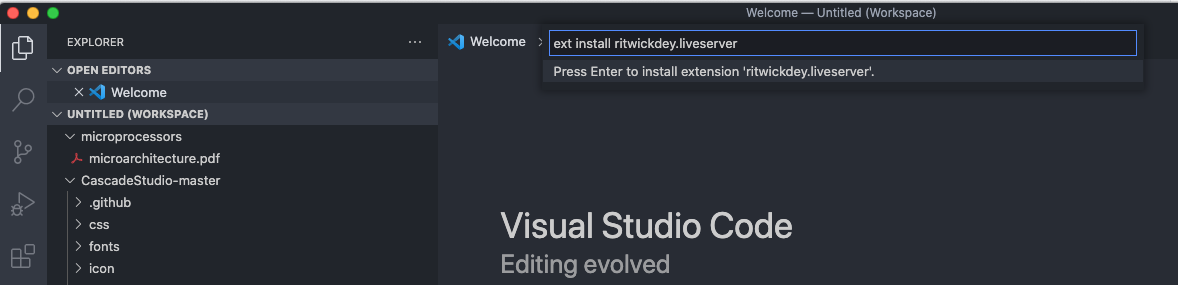 Welcome — Untitled (Workspace)
EXPLORER ...
Welcome
ext install ritwickdey.liveserver
Press Enter to install extension 'ritwickdey.liveserver'.
OPEN EDITORS
Welcome
UNTITLED (WORKSPACE)
microprocessors
microarchitecture.pdf
CascadeStudio-master
.github
css
fonts
icon
Visual Studio Code
Editing evolved